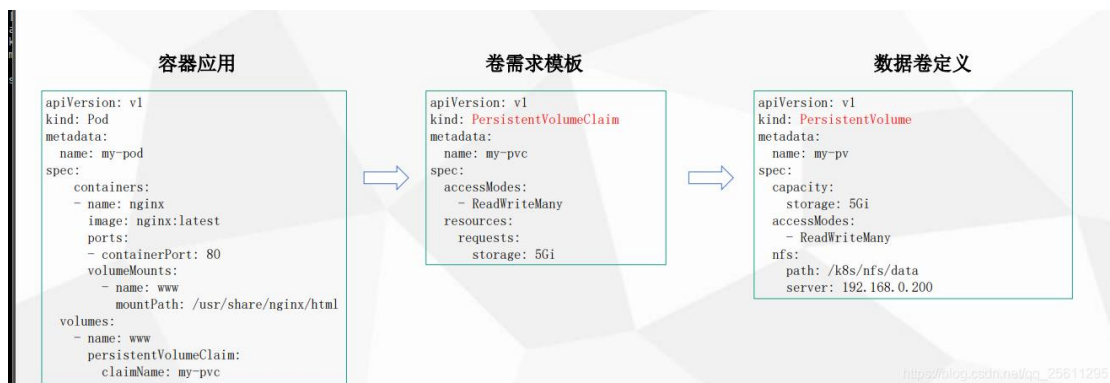 容器应用
apiVersion: v1
kind: Pod
metadata:
  name: my-pod
spec:
    containers:
    - name: nginx
      image: nginx:latest
      ports:
      - containerPort: 80
      volumeMounts:
        - name: www
          mountPath: /usr/share/nginx/html
  volumes:
    - name: www
      persistentVolumeClaim:
        claimName: my-pvc
卷需求模板
apiVersion: v1
kind: PersistentVolumeClaim
metadata:
  name: my-pvc
spec:
  accessModes:
    - ReadWriteMany
  resources:
    requests:
      storage: 5Gi
数据卷定义
apiVersion: v1
kind: PersistentVolume
metadata:
  name: my-pv
spec:
  capacity:
    storage: 5Gi
  accessModes:
    - ReadWriteMany
  nfs:
    path: /k8s/nfs/data
    server: 192.168.0.200
https://blog.csdn.net/qq_25611295